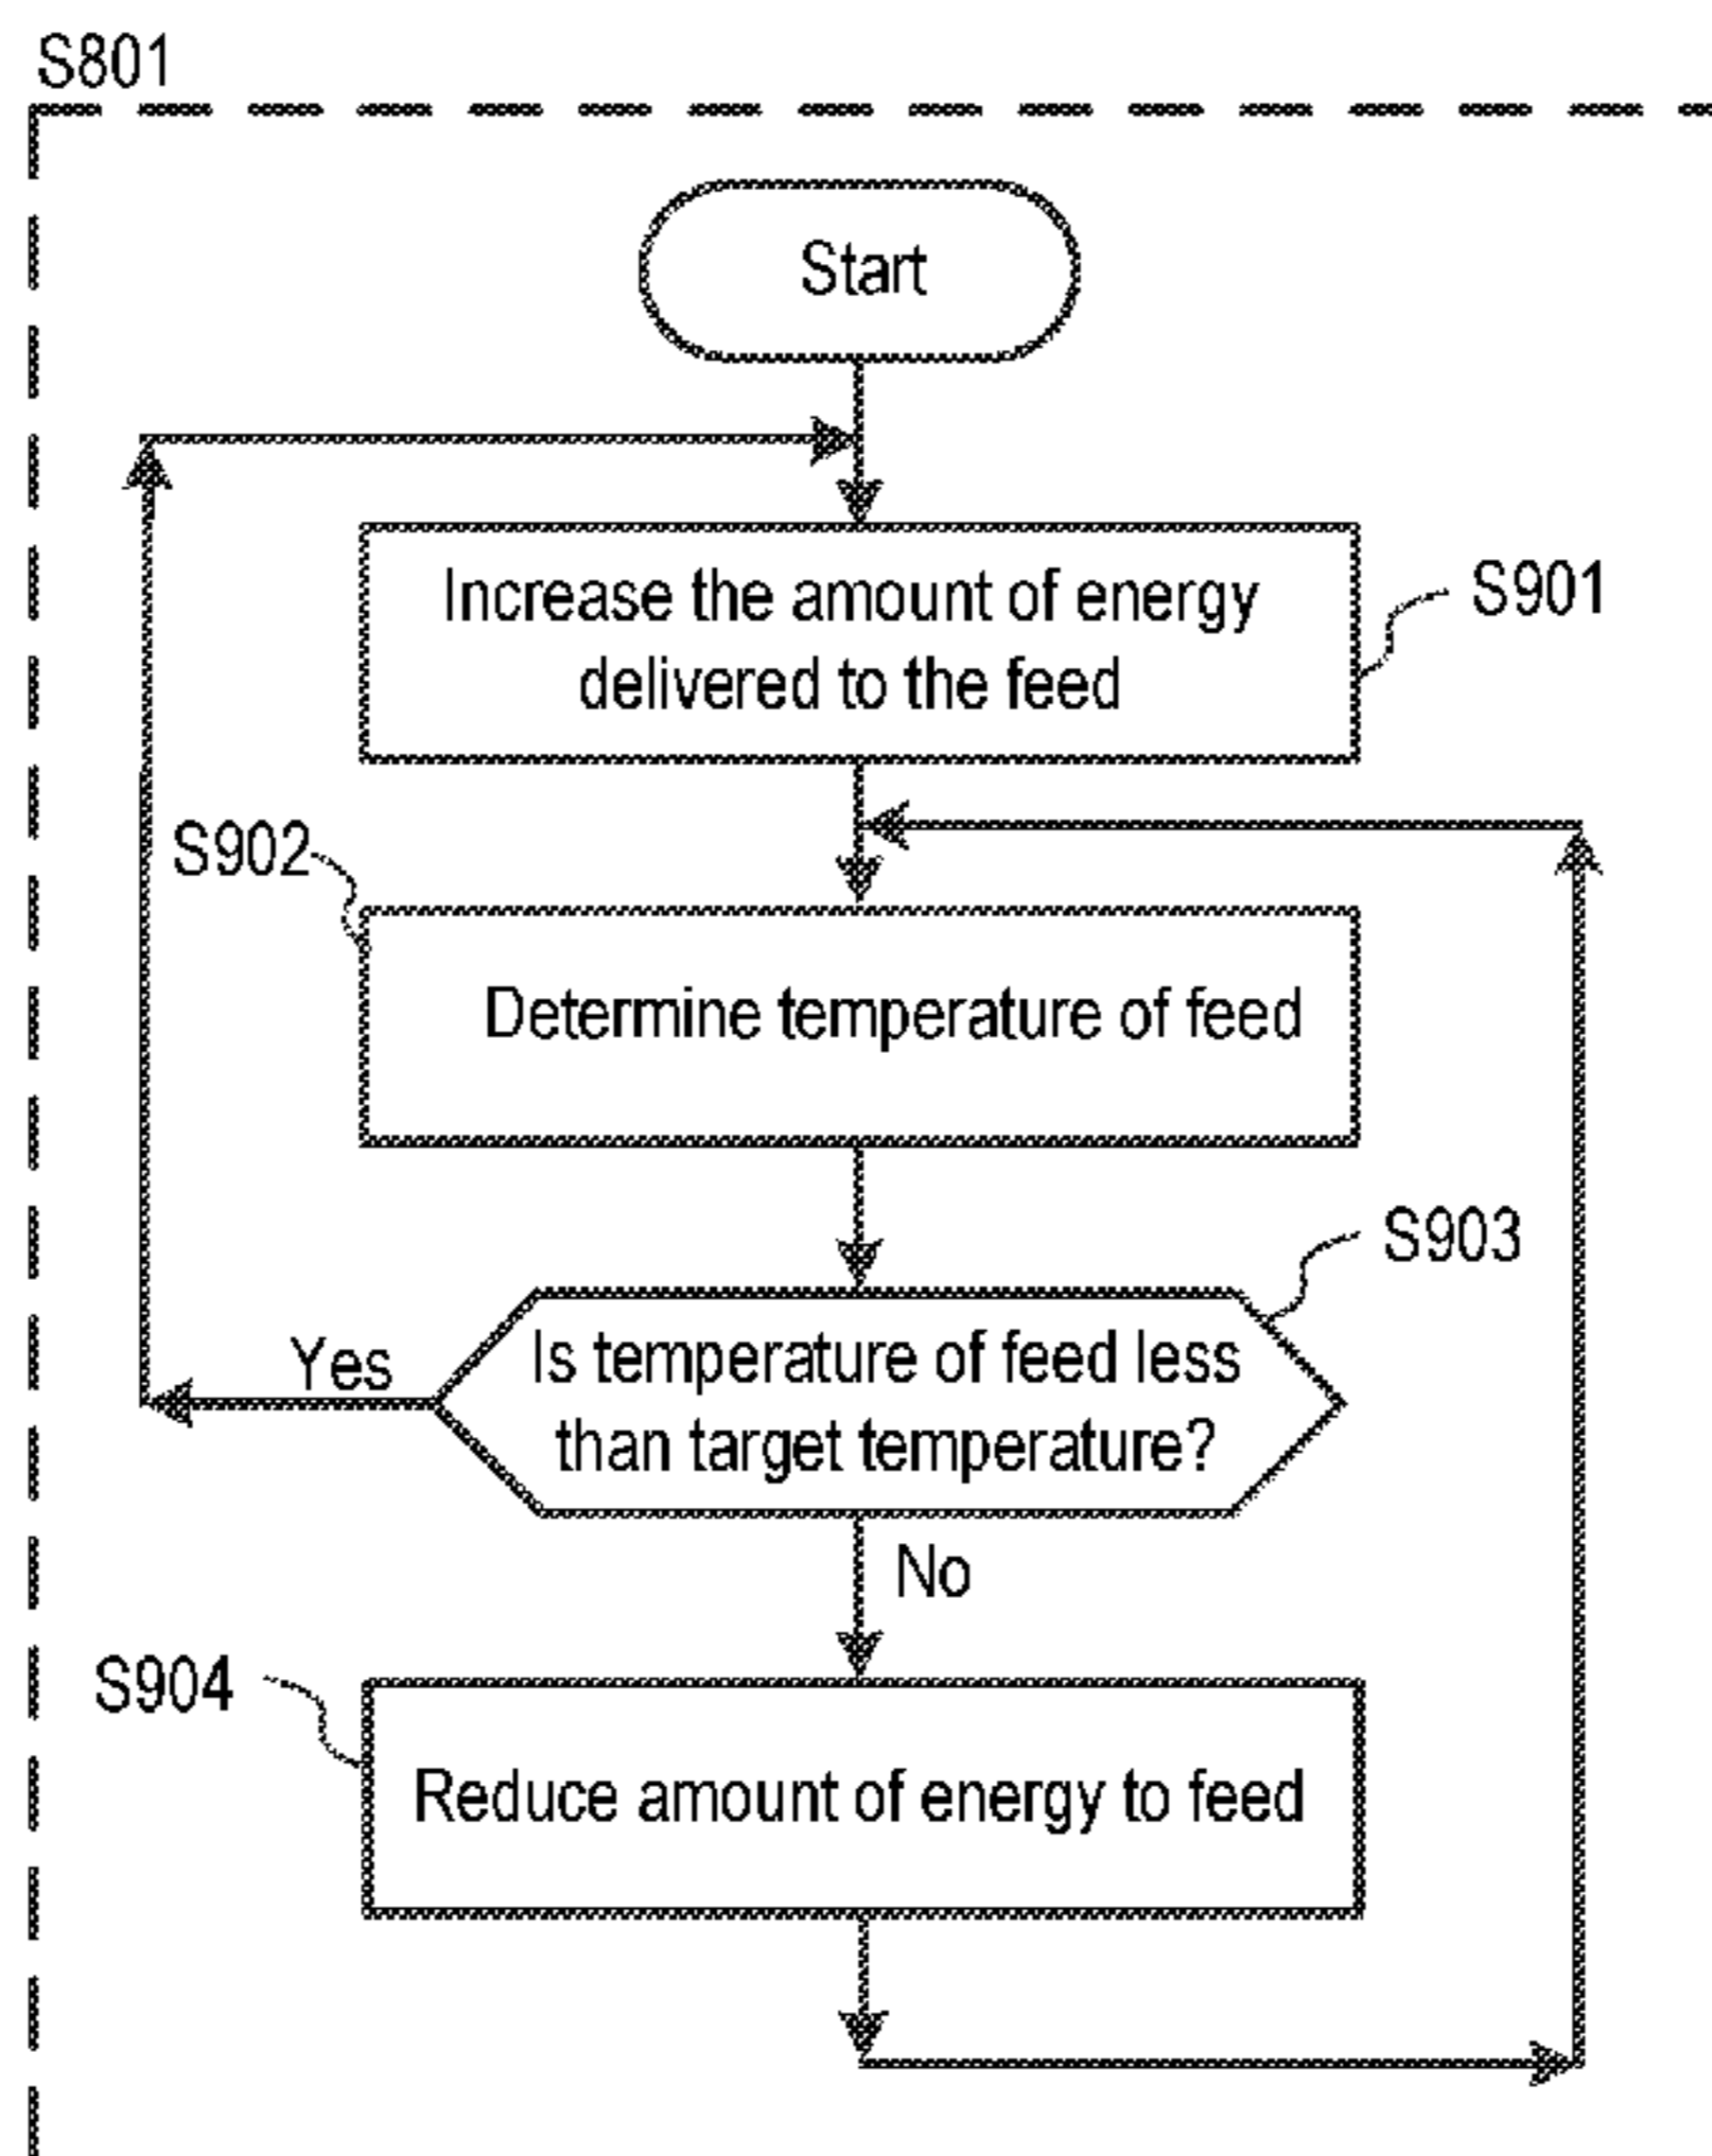 S801
Start
Increase the amount of energy
delivered to the feed
S901
S902
Determine temperature of feed
S903
Yes
Is temperature of feed less
than target temperature?
No
S904
Reduce amount of energy to feed